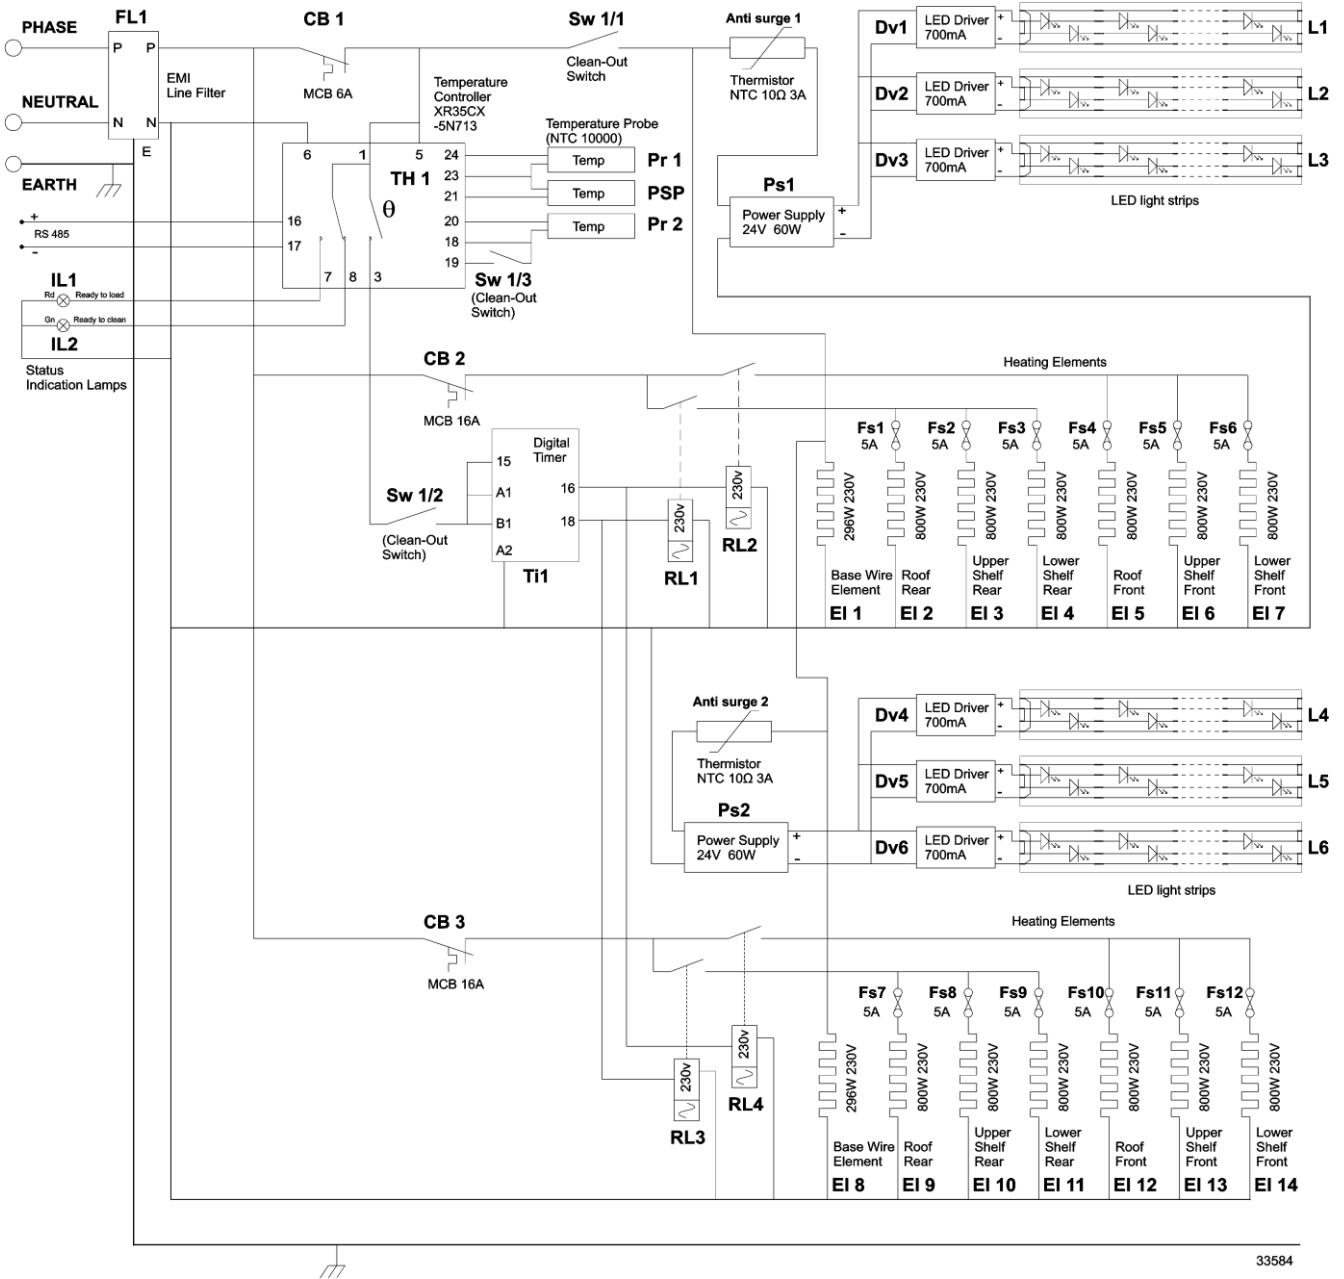 PHASE
FL1
P P
NEUTRAL
N N
E
EMI
Line Filter
EARTH
CB 1
MCB 6A
Sw 1/1
Clean-Out
Switch
Anti surge 1
Thermistor
NTC 10Ω 3A
Temperature
Controller
XR35CX
-5N713
Temperature Probe
(NTC 10000)
6 1 5 24
TH 1
23
21
20
18
19
16
17
7 8 3
θ
Temp Pr 1
Temp PSP
Temp Pr 2
Sw 1/3
(Clean-Out
Switch)
+
RS 485
-
IL1
Rd Ready to load
Gn Ready to clean
IL2
Status
Indication Lamps
Ps1
Power Supply
24V 60W
+
-
Dv1 LED Driver
700mA
+
-
L1
Dv2 LED Driver
700mA
+
-
L2
Dv3 LED Driver
700mA
+
-
L3
LED light strips
CB 2
MCB 16A
Heating Elements
Digital
Timer
15
A1
B1
A2
16
18
Ti1
Sw 1/2
(Clean-Out
Switch)
230v
RL1
230v
RL2
Fs1
5A
Fs2
5A
Fs3
5A
Fs4
5A
Fs5
5A
Fs6
5A
296W 230V
800W 230V
800W 230V
800W 230V
800W 230V
800W 230V
800W 230V
Base Wire
Element
El 1
Roof
Rear
El 2
Upper
Shelf
Rear
El 3
Lower
Shelf
Rear
El 4
Roof
Front
El 5
Upper
Shelf
Front
El 6
Lower
Shelf
Front
El 7
Anti surge 2
Thermistor
NTC 10Ω 3A
Ps2
Power Supply
24V 60W
+
-
Dv4 LED Driver
700mA
+
-
L4
Dv5 LED Driver
700mA
+
-
L5
Dv6 LED Driver
700mA
+
-
L6
LED light strips
CB 3
MCB 16A
Heating Elements
230v
RL3
230v
RL4
Fs7
5A
Fs8
5A
Fs9
5A
Fs10
5A
Fs11
5A
Fs12
5A
296W 230V
800W 230V
800W 230V
800W 230V
800W 230V
800W 230V
800W 230V
Base Wire
Element
El 8
Roof
Rear
El 9
Upper
Shelf
Rear
El 10
Lower
Shelf
Rear
El 11
Roof
Front
El 12
Upper
Shelf
Front
El 13
Lower
Shelf
Front
El 14
33584